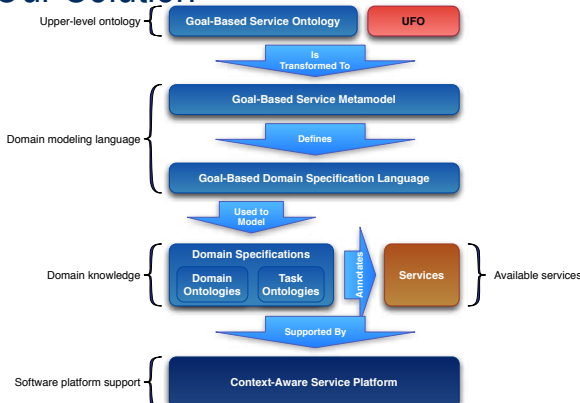 Our Solution
Upper-level ontology
Goal-Based Service Ontology
UFO
Is
Transformed To
Goal-Based Service Metamodel
Domain modeling language
Defines
Goal-Based Domain Specification Language
Used to
Model
Domain Specifications
Domain knowledge
Domain
Ontologies
Task
Ontologies
Annotates
Services
Available services
Supported By
Software platform support
Context-Aware Service Platform